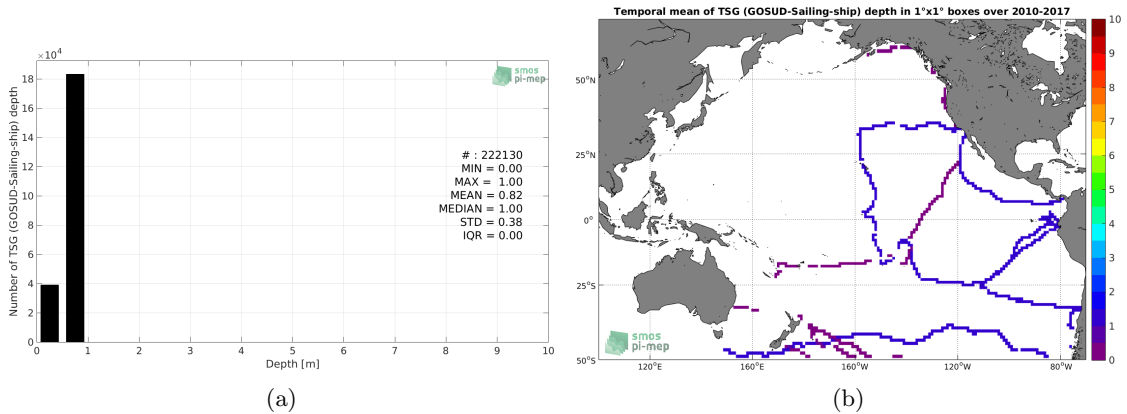 ×10⁴
18
16
14
12
10
8
6
4
2
0
Number of TSG (GOSUD-Sailing-ship) depth
smos
pi-mep
# : 222130
MIN = 0.00
MAX = 1.00
MEAN = 0.82
MEDIAN = 1.00
STD = 0.38
IQR = 0.00
0 1 2 3 4 5 6 7 8 9 10
Depth [m]
(a)
Temporal mean of TSG (GOSUD-Sailing-ship) depth in 1°x1° boxes over 2010-2017
50°N
25°N
0°
25°S
50°S
smos
pi-mep
120°E 160°E 160°W 120°W 80°W
10
9
8
7
6
5
4
3
2
1
0
(b)